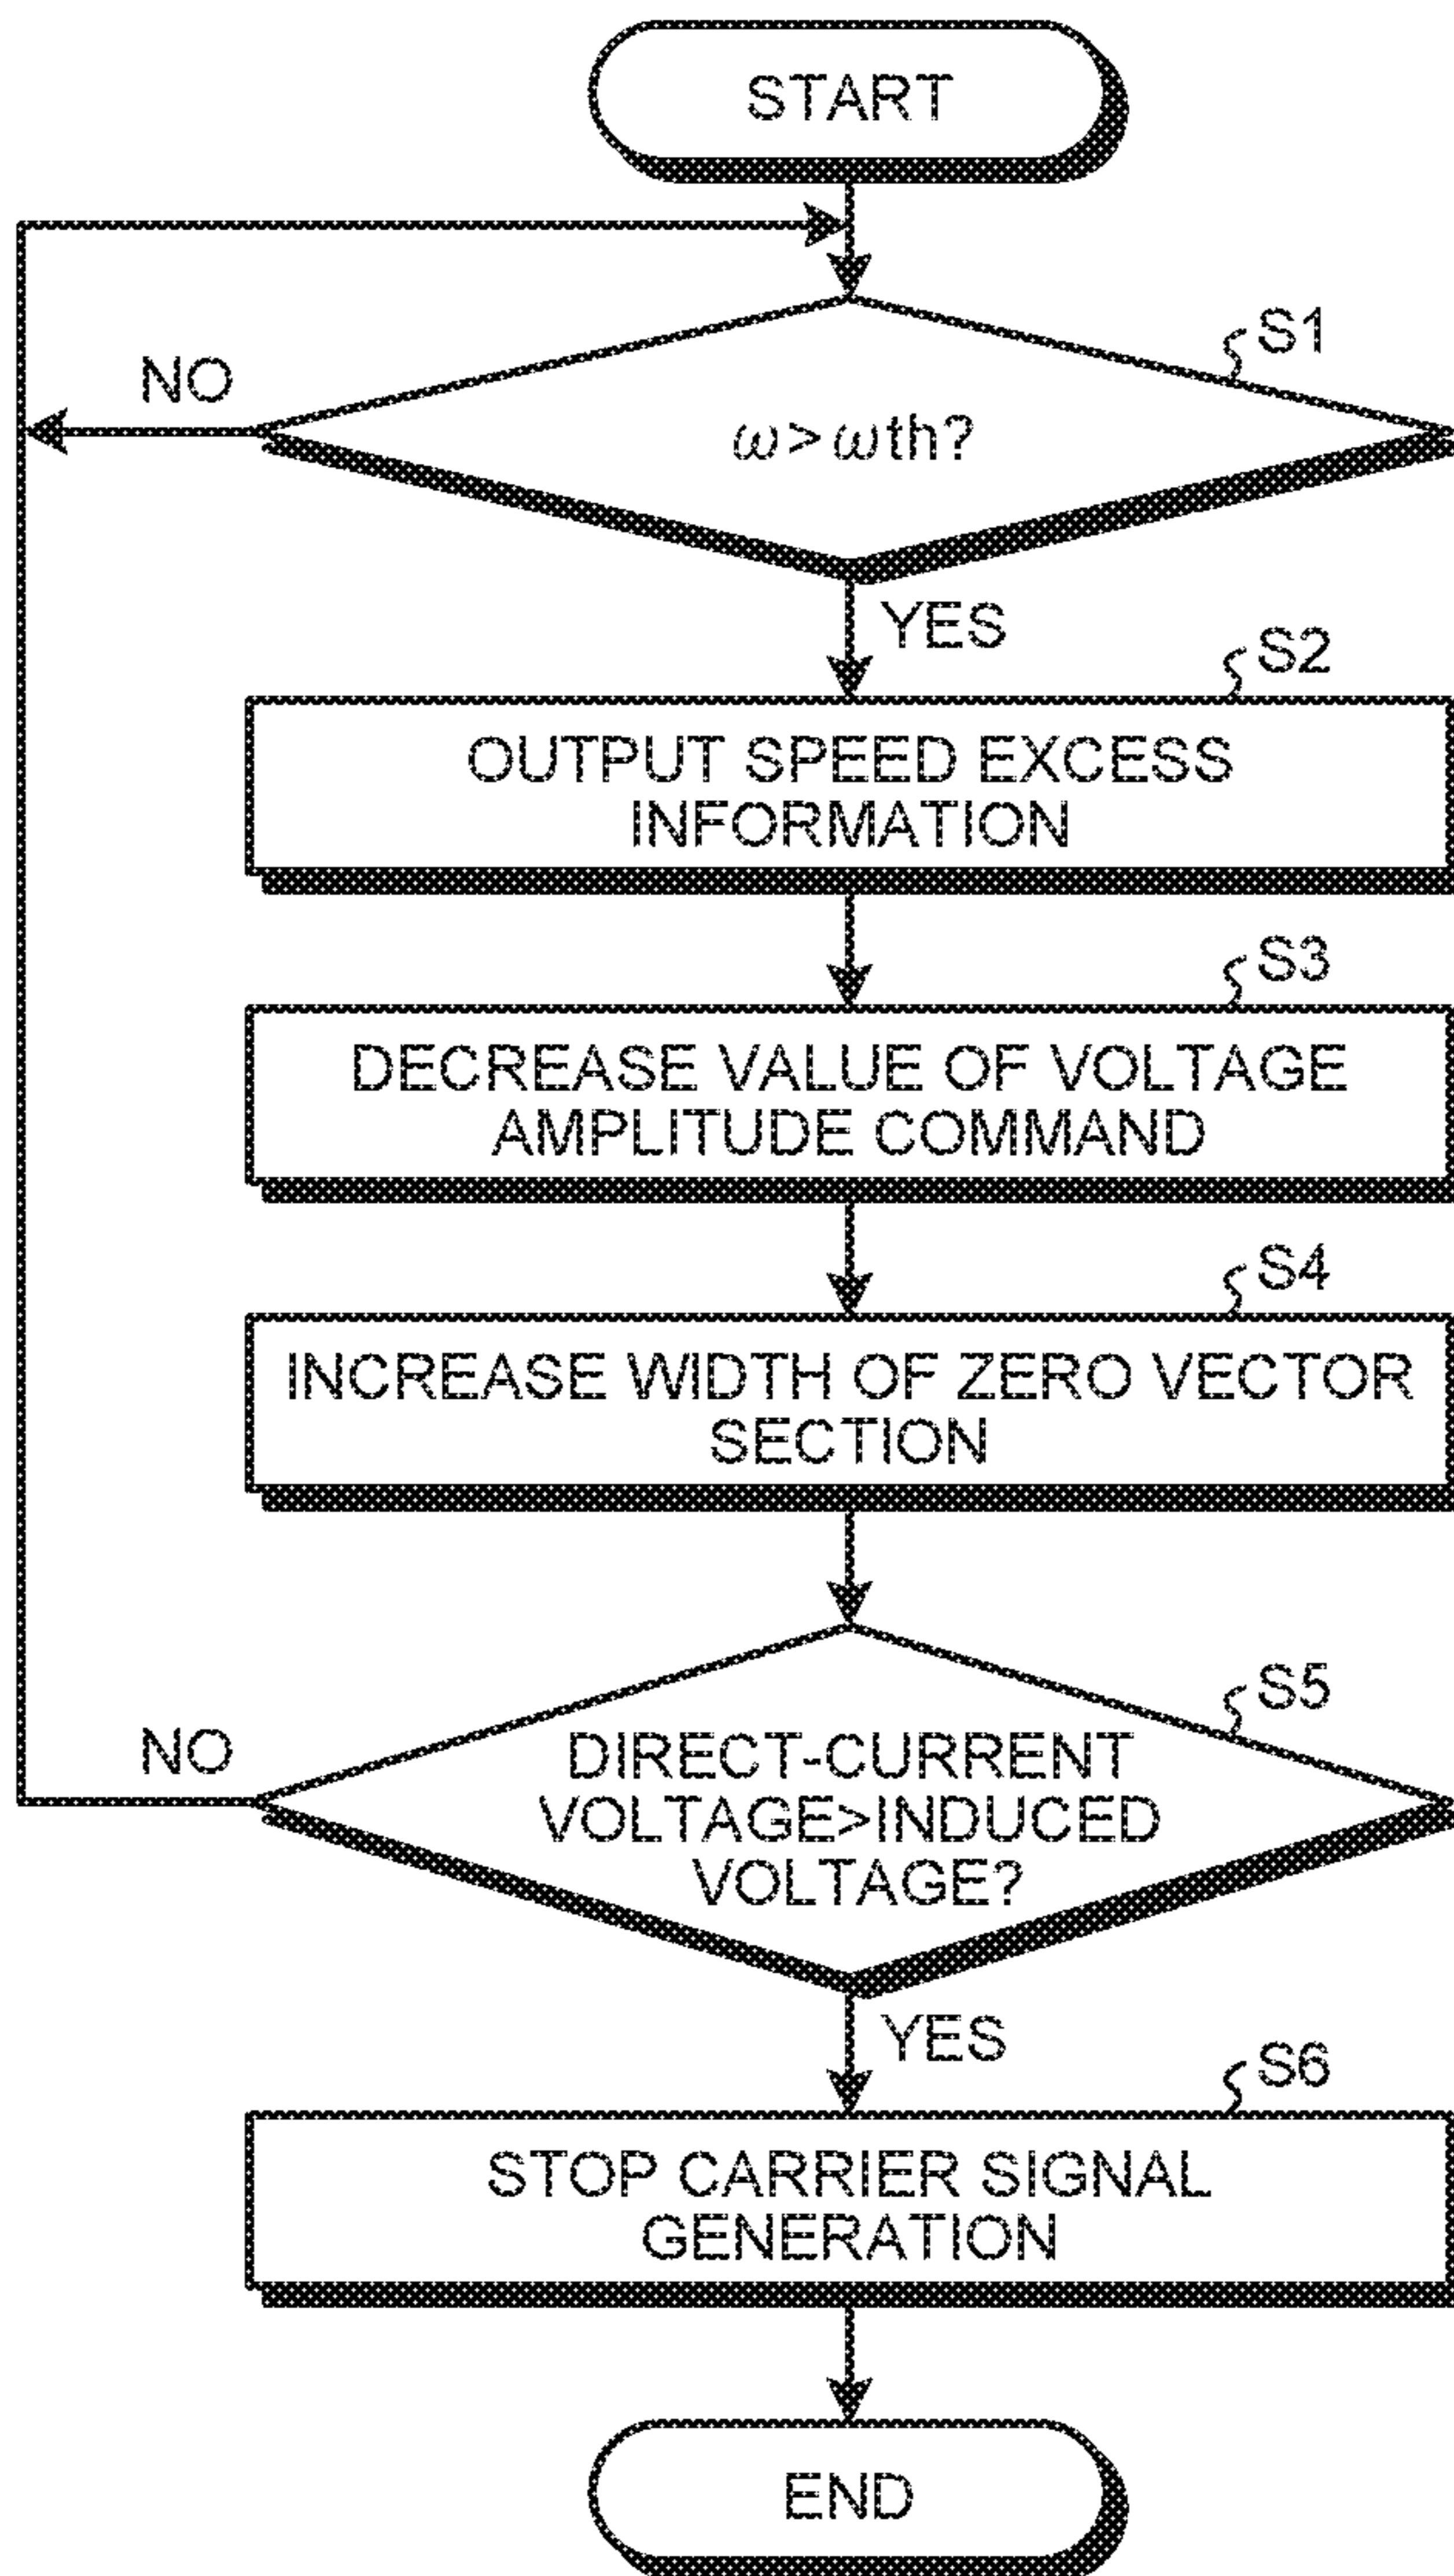 START
S1
NO
ω>ωth?
YES
S2
OUTPUT SPEED EXCESS
INFORMATION
S3
DECREASE VALUE OF VOLTAGE
AMPLITUDE COMMAND
S4
INCREASE WIDTH OF ZERO VECTOR
SECTION
S5
NO
DIRECT-CURRENT
VOLTAGE>INDUCED
VOLTAGE?
YES
S6
STOP CARRIER SIGNAL
GENERATION
END